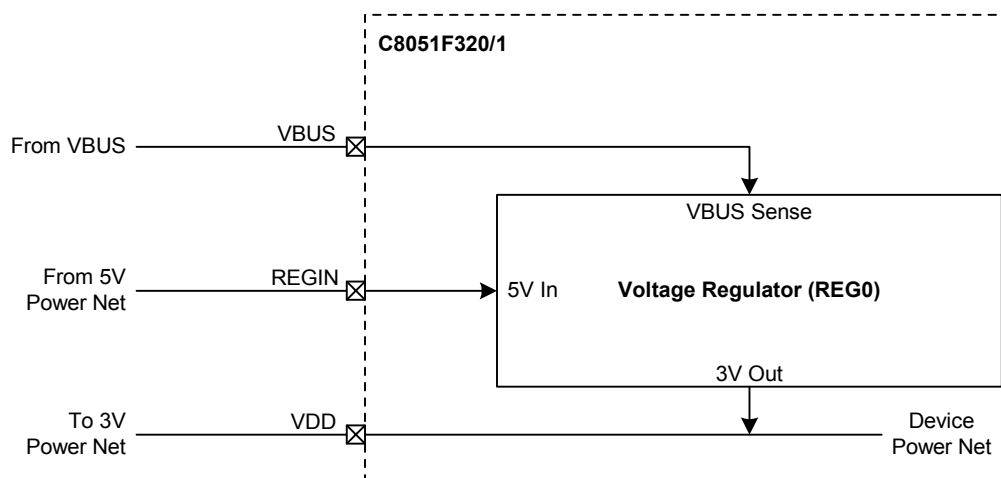 C8051F320/1
From VBUS
VBUS
VBUS Sense
From 5V
Power Net
REGIN
5V In
Voltage Regulator (REG0)
3V Out
To 3V
Power Net
VDD
Device
Power Net